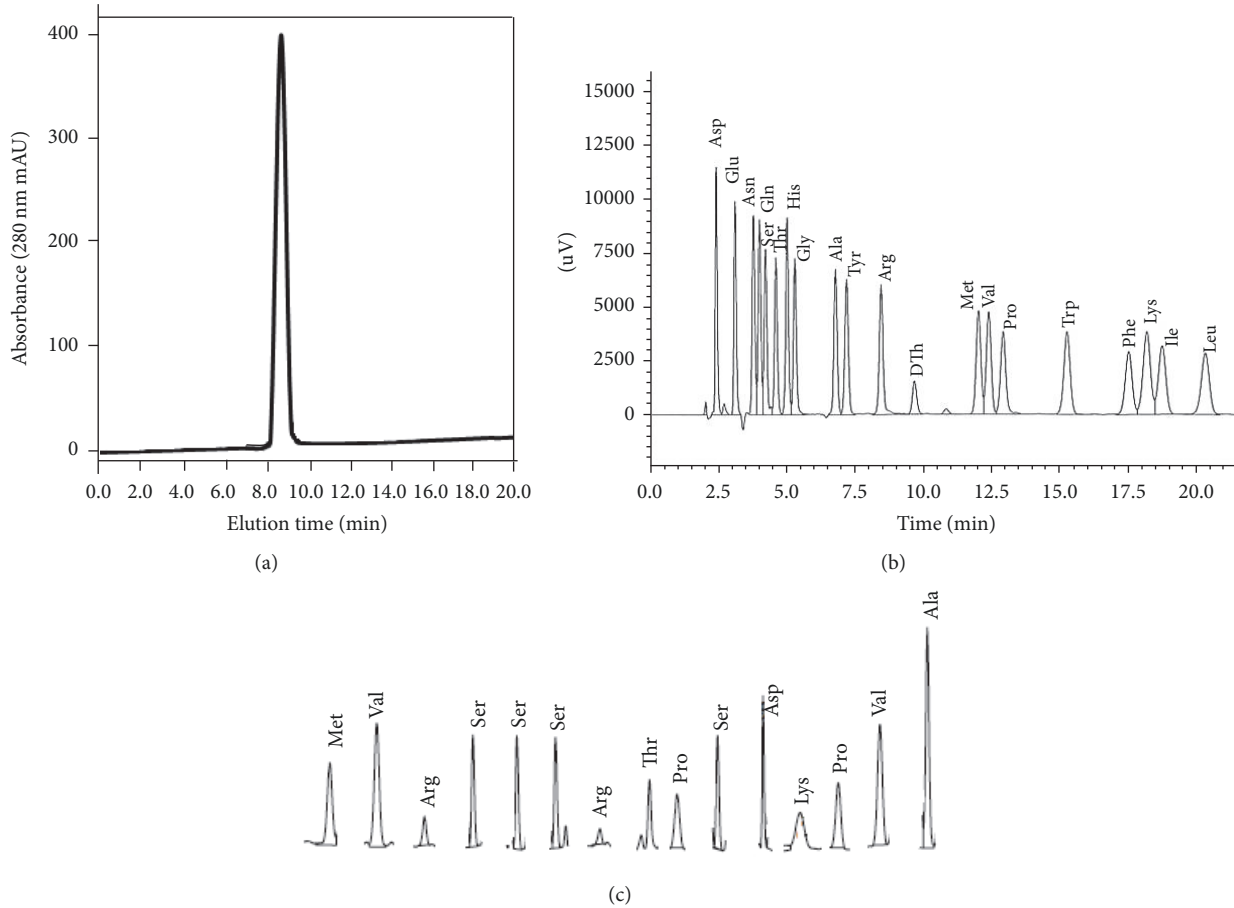 400
300
200
100
0
Absorbance (280 nm mAU)
0.0 2.0 4.0 6.0 8.0 10.0 12.0 14.0 16.0 18.0 20.0
Elution time (min)
(a)
15000
12500
10000
7500
5000
2500
0
(uV)
Asp
Glu
Asn
Gln
Ser
Thr
His
Gly
Ala
Tyr
Arg
DTh
Met
Val
Pro
Trp
Phe
Lys
Ile
Leu
0.0 2.5 5.0 7.5 10.0 12.5 15.0 17.5 20.0
Time (min)
(b)
Met
Val
Arg
Ser
Ser
Ser
Arg
Thr
Pro
Ser
Asp
Lys
Pro
Val
Ala
(c)